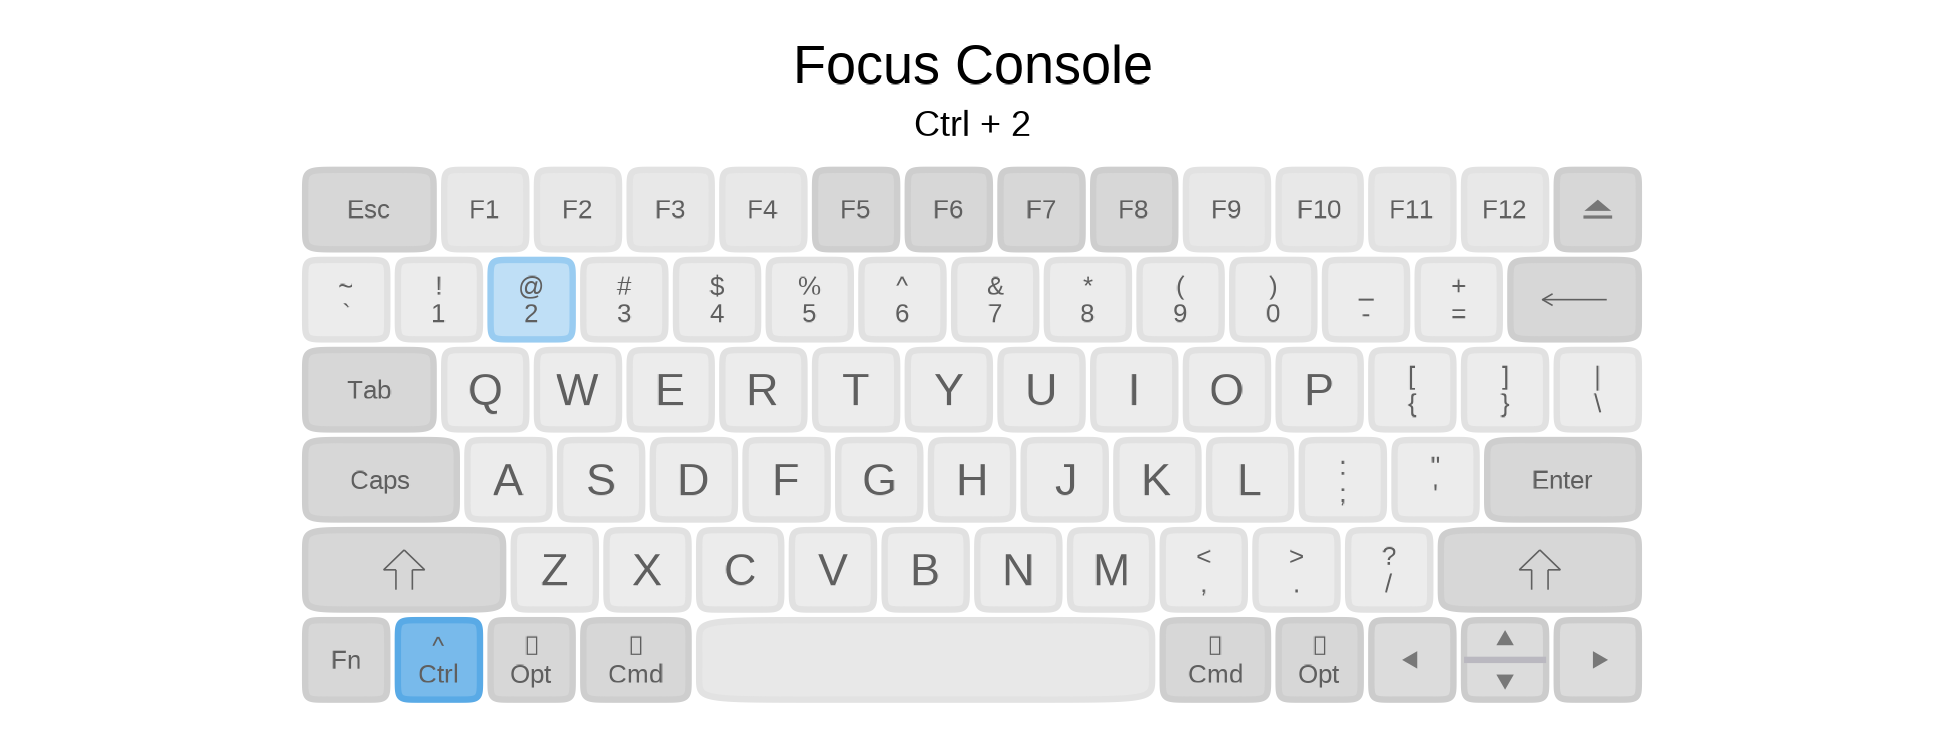 Focus Console
Ctrl + 2
Esc F1 F2 F3 F4 F5 F6 F7 F8 F9 F10 F11 F12
~ ! @ # $ % ^ & * ( ) _ +
` 1 2 3 4 5 6 7 8 9 0 - =
Tab Q W E R T Y U I O P [ ] |
{ } \
Caps A S D F G H J K L : " Enter
; '
Z X C V B N M < > ?
, . /
^
Fn Ctrl Opt Cmd Cmd Opt